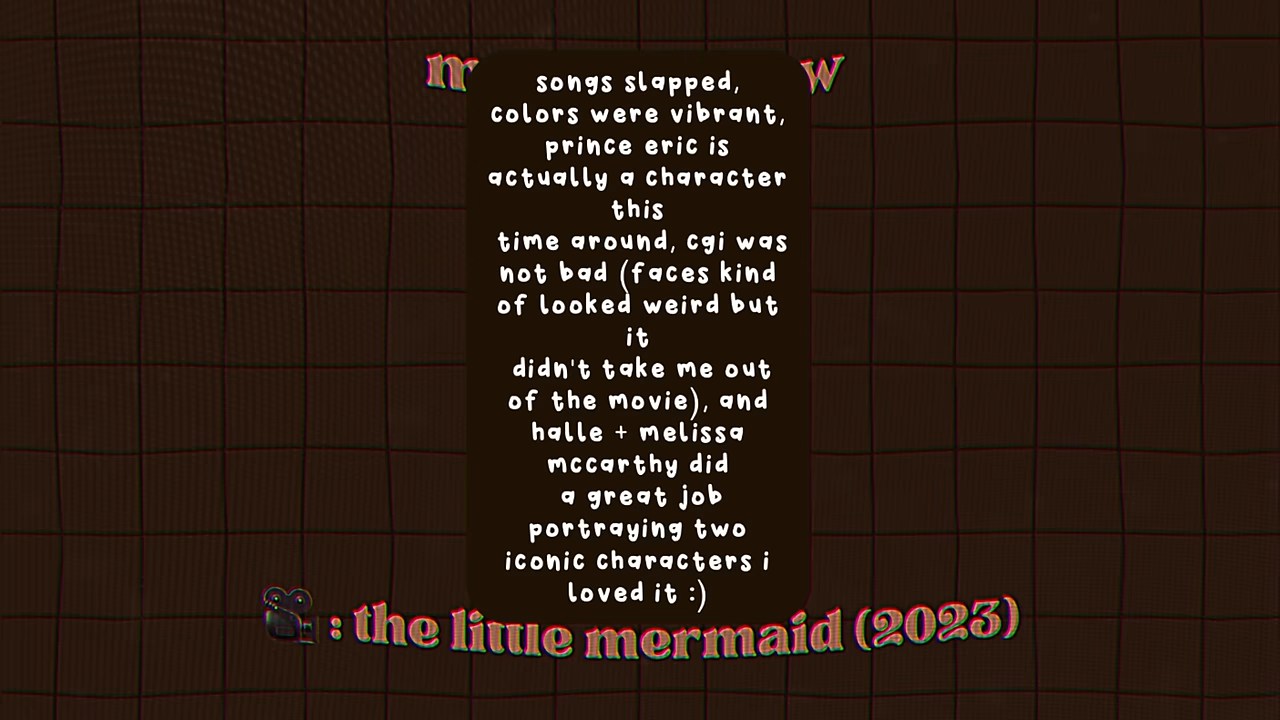 songs slapped,
colors were vibrant,
prince eric is
actually a character
this
time around, cgi was
not bad (faces kind
of looked weird but
it
didn't take me out
of the movie), and
halle + melissa
mccarthy did
a great job
portraying two
iconic characters i
loved it :)
: the little mermaid (2023)